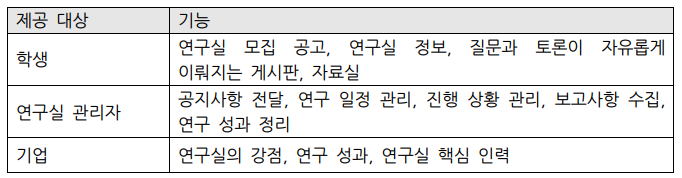 제공 대상
기능
학생
연구실 모집 공고, 연구실 정보, 질문과 토론이 자유롭게
이뤄지는 게시판, 자료실
연구실 관리자
공지사항 전달, 연구 일정 관리, 진행 상황 관리, 보고사항 수집,
연구 성과 정리
기업
연구실의 강점, 연구 성과, 연구실 핵심 인력